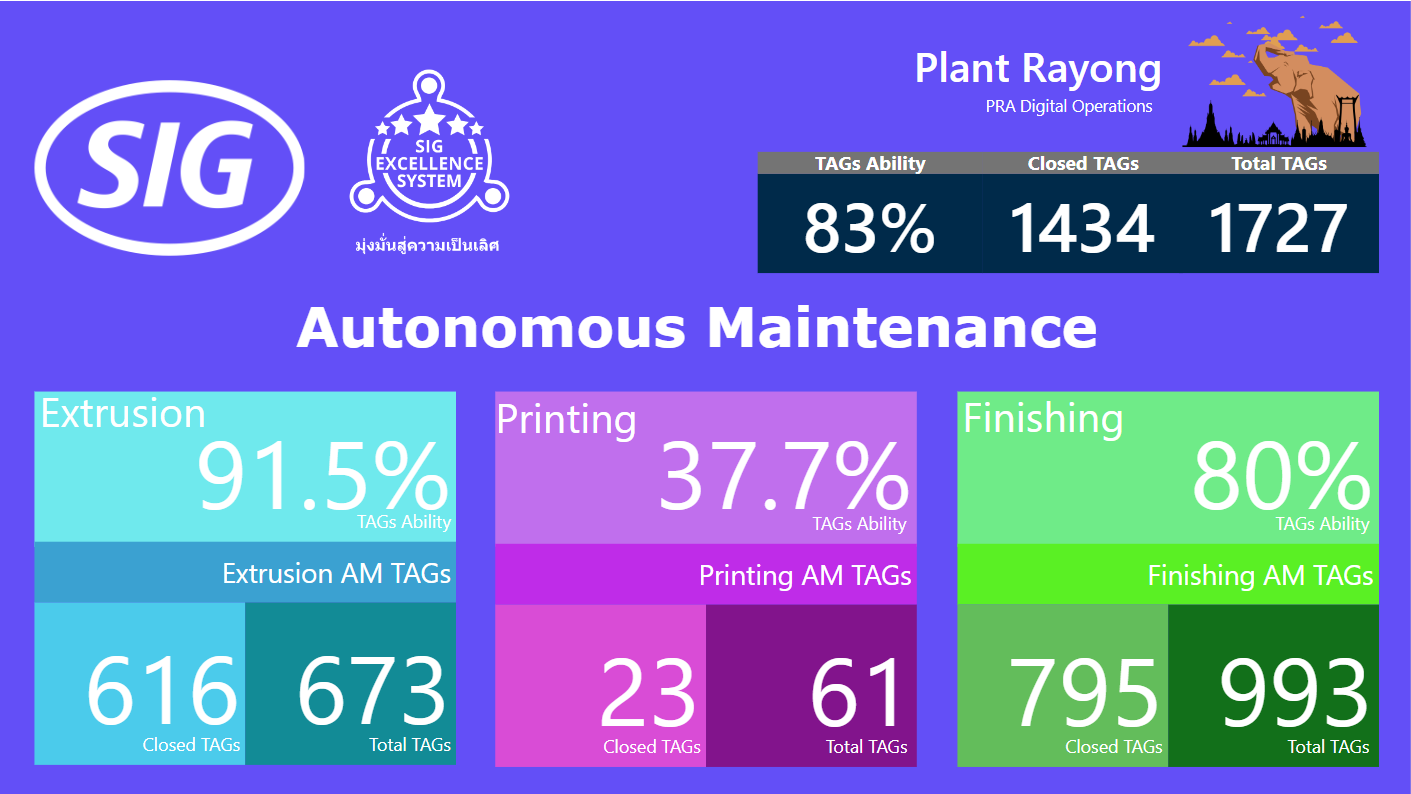 SIG
SIG
EXCELLENCE
SYSTEM
มุ่งมั่นสู่ความเป็นเลิศ
Plant Rayong
PRA Digital Operations
TAGs Ability Closed TAGs Total TAGs
83% 1434 1727
Autonomous Maintenance
Extrusion
91.5%
TAGs Ability
Extrusion AM TAGs
616 673
Closed TAGs Total TAGs
Printing
37.7%
TAGs Ability
Printing AM TAGs
23 61
Closed TAGs Total TAGs
Finishing
80%
TAGs Ability
Finishing AM TAGs
795 993
Closed TAGs Total TAGs